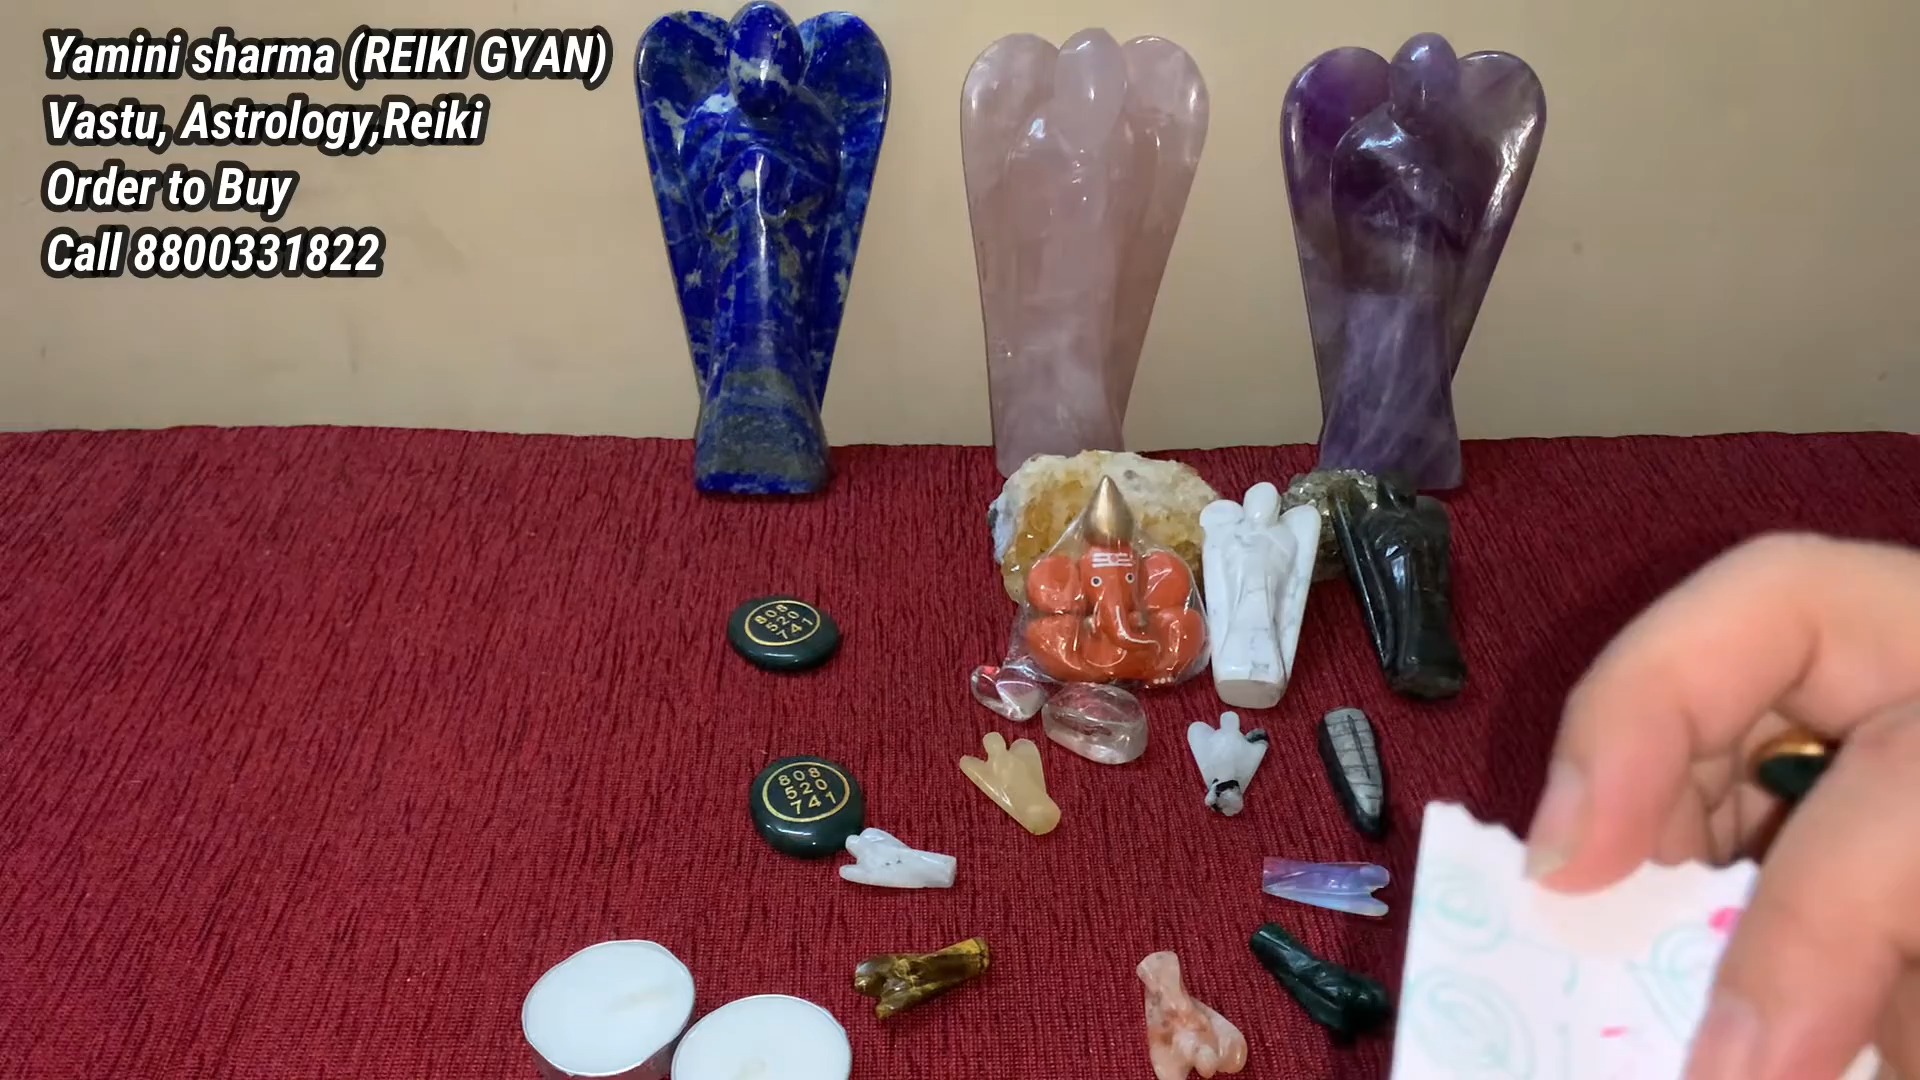 Yamini sharma (REIKI GYAN)
Vastu, Astrology,Reiki
Order to Buy
Call 8800331822
808
520
741
808
520
741